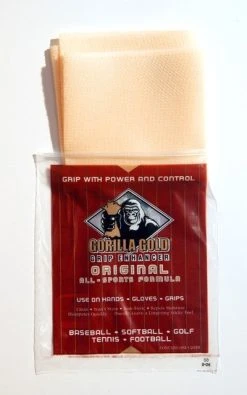 GRIP WITH POWER AND CONTROL
GORILLA GOLD
GRIP ENHANCER
ORIGINAL
ALL-SPORTS FORMULA
USE ON HANDS • GLOVES • GRIPS
BASEBALL • SOFTBALL • GOLF
TENNIS • FOOTBALL